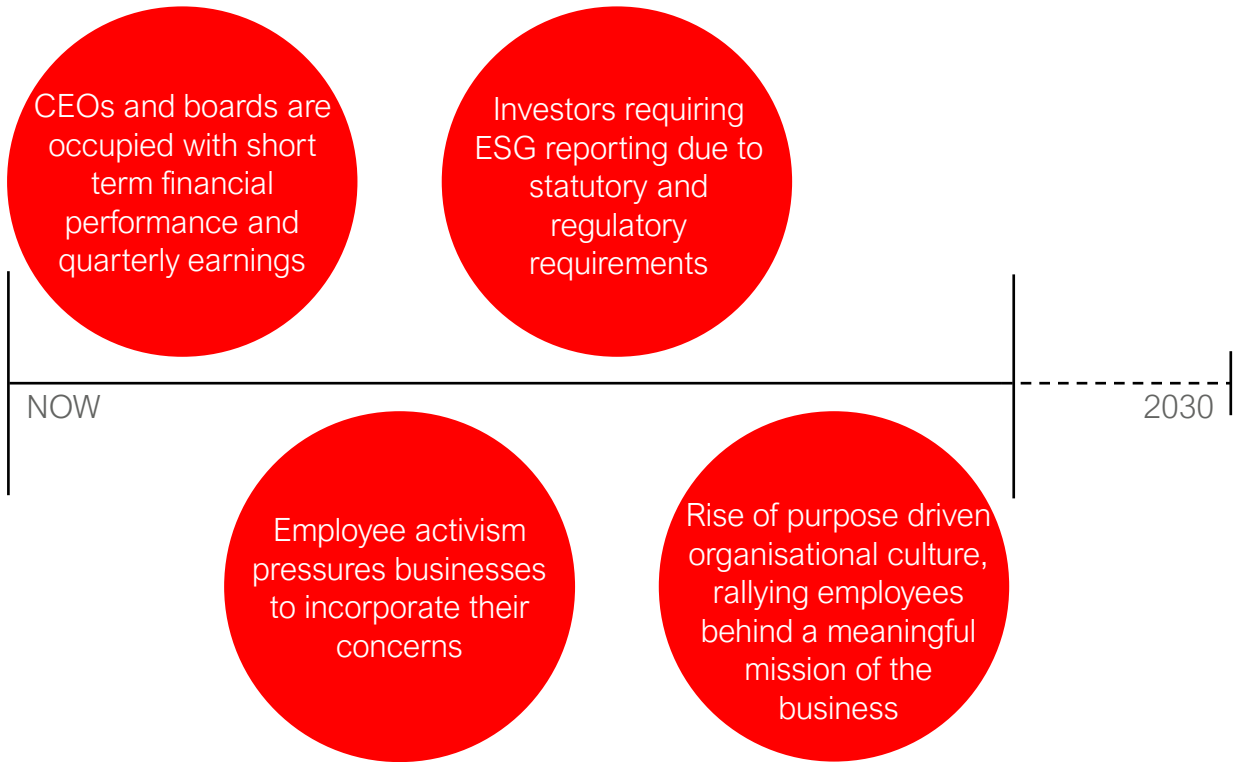 CEOs and boards are
occupied with short
term financial
performance and
quarterly earnings
Investors requiring
ESG reporting due to
statutory and
regulatory
requirements
NOW
2030
Employee activism
pressures businesses
to incorporate their
concerns
Rise of purpose driven
organisational culture,
rallying employees
behind a meaningful
mission of the
business